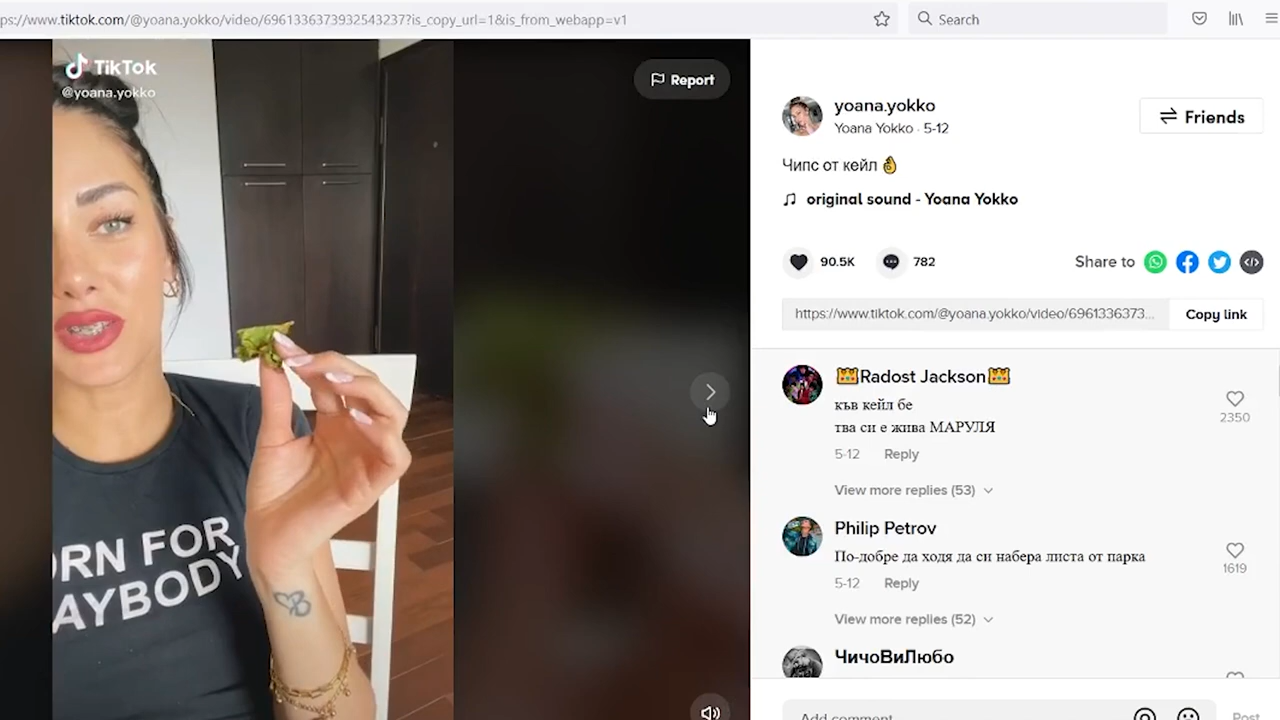 ps://www.tiktok.com/@yoana.yokko/video/6961336373932543237?is_copy_url=1&is_from_webapp=v1
Search
TikTok
@yoana.yokko
Report
yoana.yokko
Yoana Yokko · 5-12
Friends
Чипс от кейл 👌
original sound - Yoana Yokko
90.5K
782
Share to
https://www.tiktok.com/@yoana.yokko/video/6961336373...
Copy link
👑Radost Jackson👑
къв кейл бе
тва си е жива МАРУЛЯ
2350
5-12 Reply
View more replies (53)
Philip Petrov
По-добре да ходя да си набера листа от парка
1619
5-12 Reply
View more replies (52)
ЧичоВиЛюбо
ORN FOR
AYBODY
B
Add comment
Post